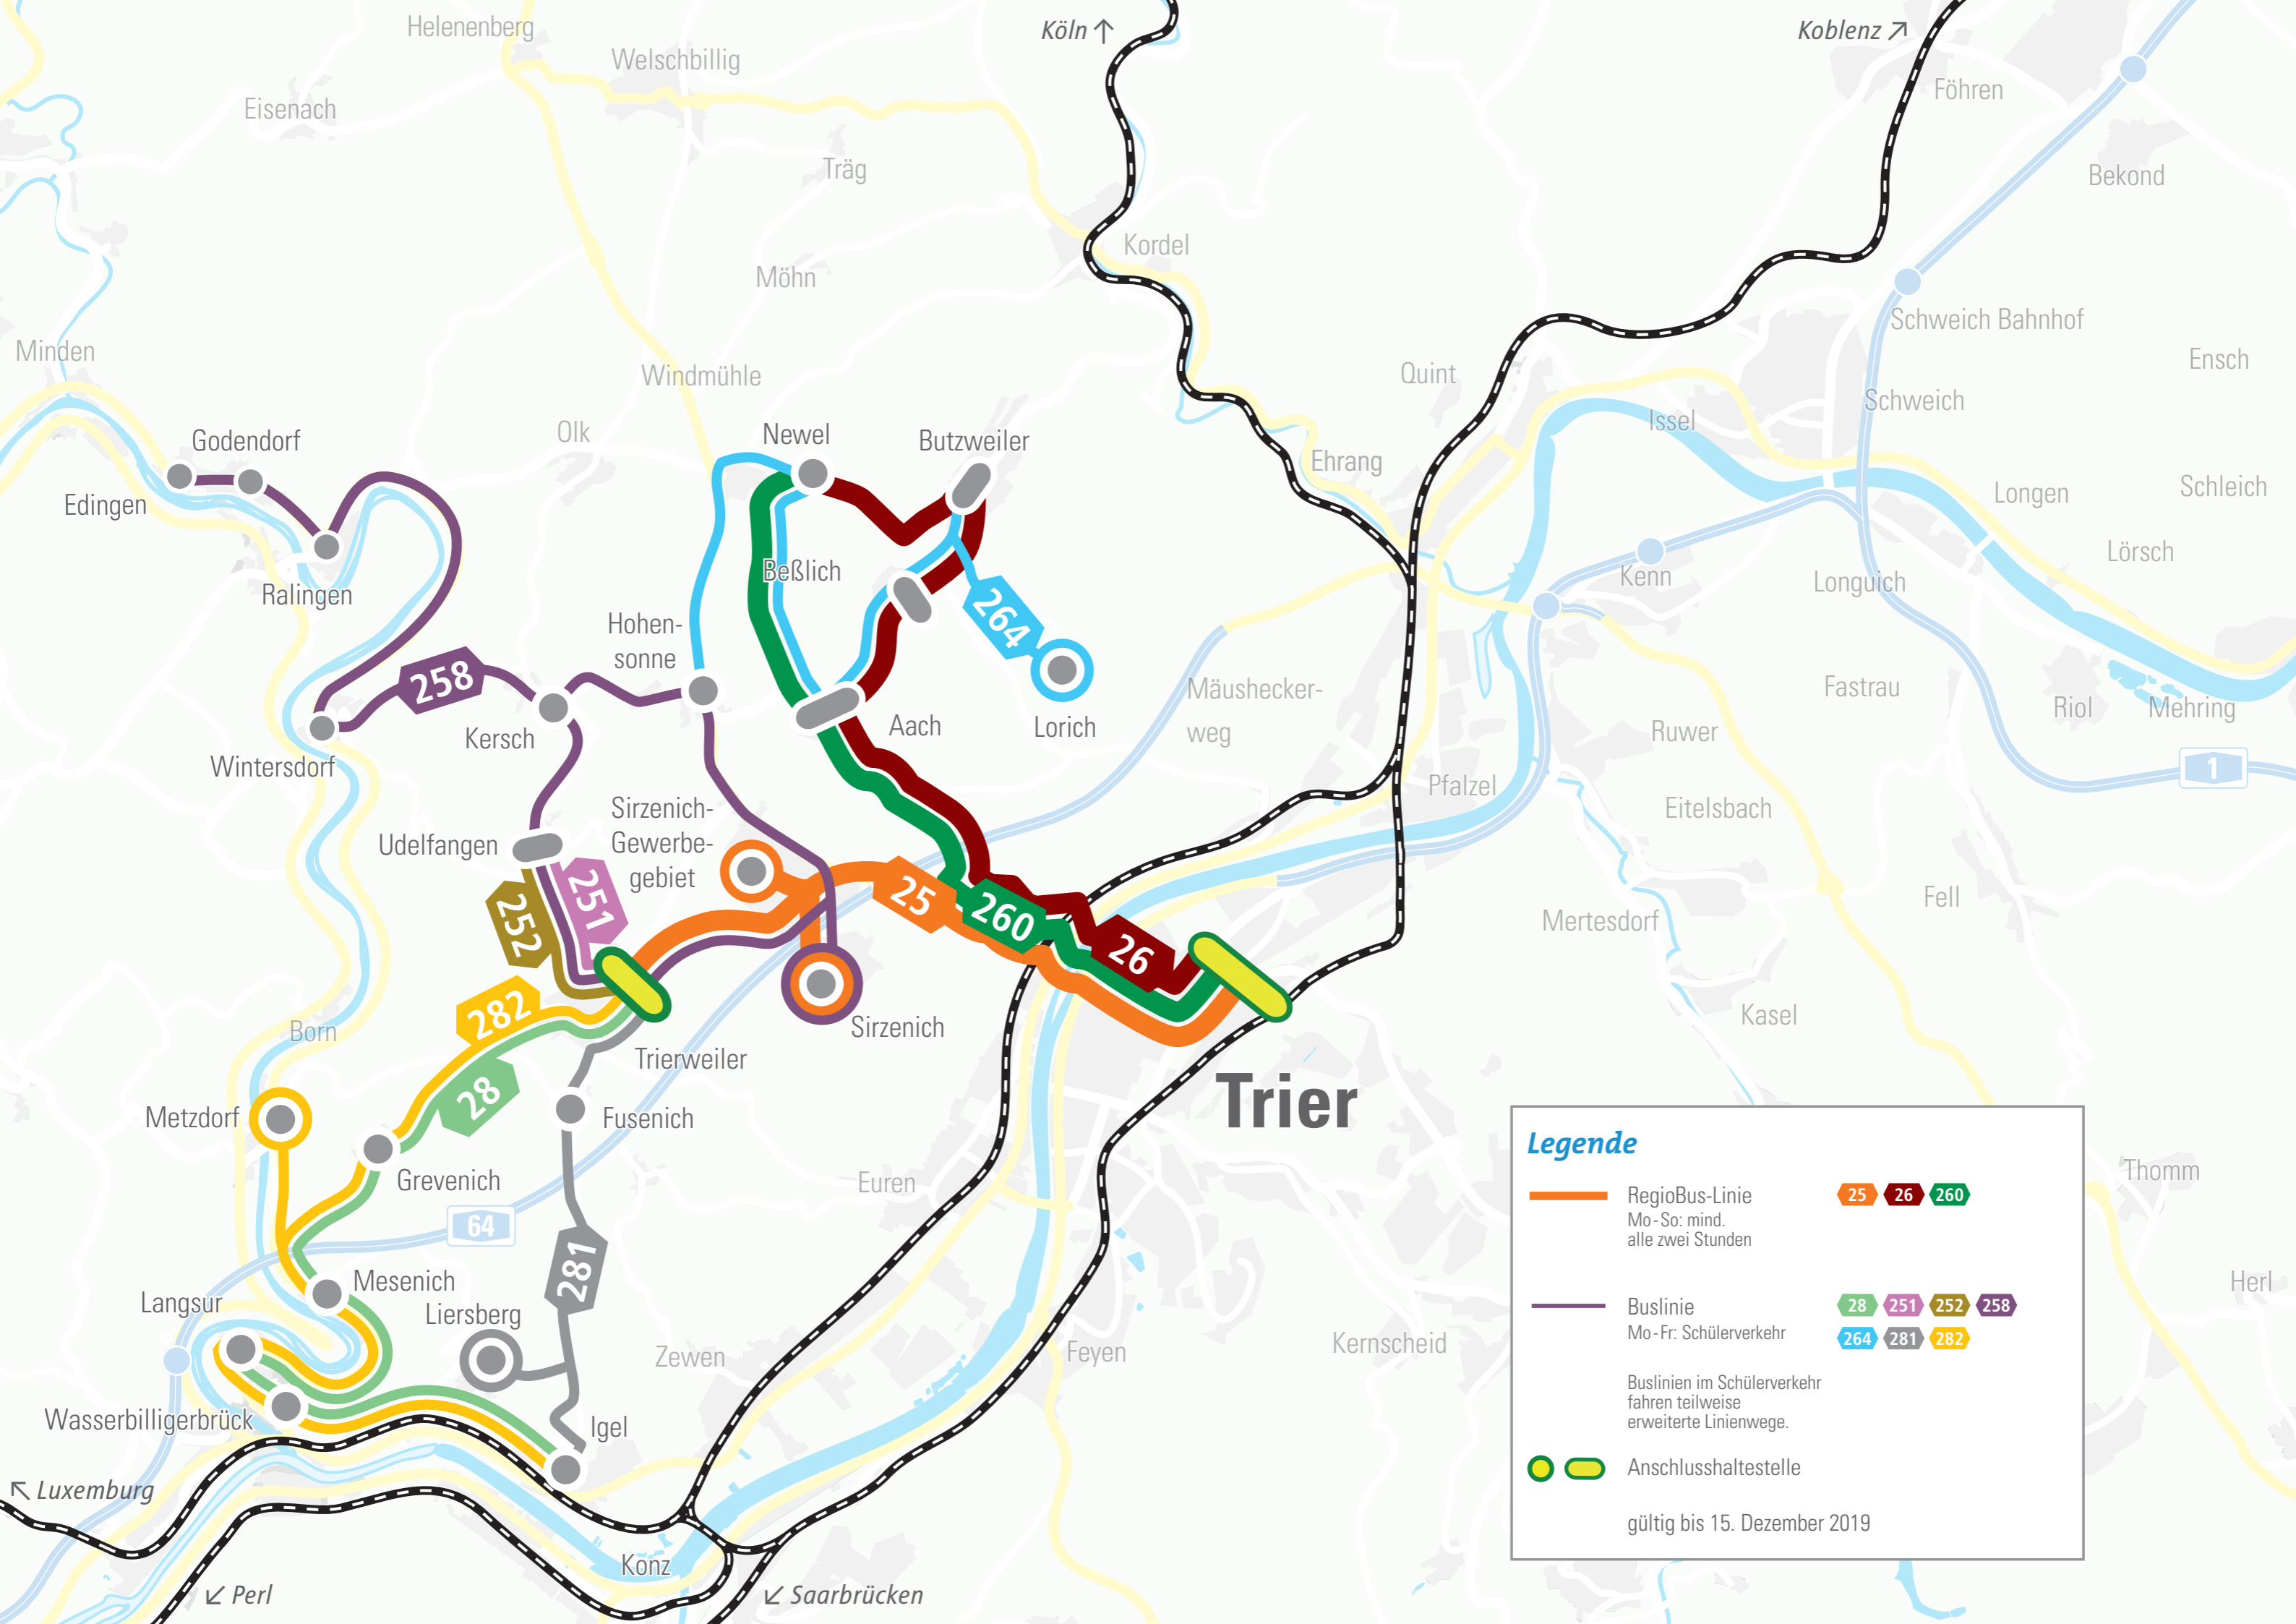 Helenenberg
Köln ↑
Koblenz ↗
Welschbillig
Föhren
Eisenach
Träg
Bekond
Kordel
Möhn
Schweich Bahnhof
Minden
Windmühle
Quint
Ensch
Schweich
Issel
Godendorf
Olk
Newel
Butzweiler
Ehrang
Edingen
Longen
Schleich
Beßlich
Ralingen
Kenn
Longuich
Lörsch
264
Hohen-
sonne
258
Mäushecker-
weg
Fastrau
Kersch
Aach
Lorich
Ruwer
Riol
Mehring
Wintersdorf
1
Pfalzel
Sirzenich-
Gewerbe-
gebiet
Eitelsbach
Udelfangen
251
252
25
260
26
Fell
Mertesdorf
282
Sirzenich
Born
Kasel
Trierweiler
28
Trier
Metzdorf
Fusenich
Grevenich
Euren
Thomm
64
281
Mesenich
Langsur
Liersberg
Herl
Zewen
Feyen
Kernscheid
Wasserbilligerbrück
Igel
↖ Luxemburg
Konz
↙ Perl
↙ Saarbrücken
Legende
RegioBus-Linie 25 26 260
Mo-So: mind.
alle zwei Stunden
Buslinie 28 251 252 258
Mo-Fr: Schülerverkehr 264 281 282
Buslinien im Schülerverkehr
fahren teilweise
erweiterte Linienwege.
Anschlusshaltestelle
gültig bis 15. Dezember 2019